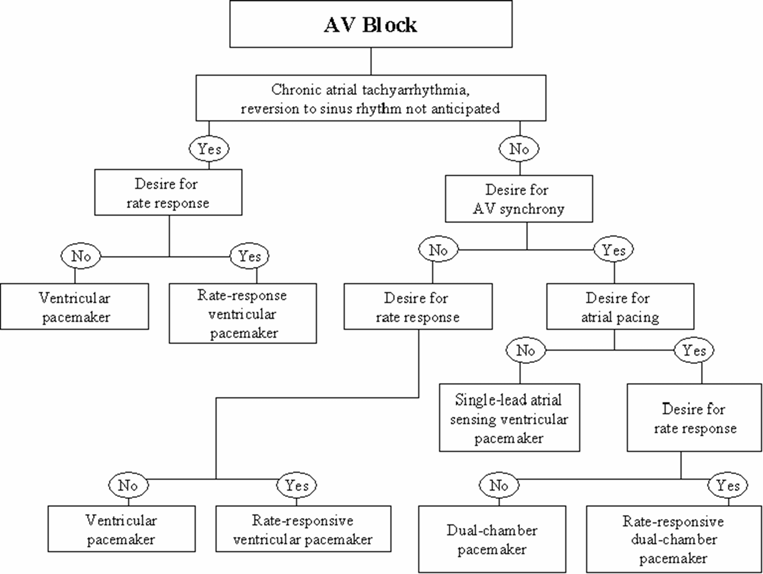 AV Block
Chronic atrial tachyarrhythmia,
reversion to sinus rhythm not anticipated
Yes
No
Desire for
rate response
Desire for
AV synchrony
No
Yes
No
Yes
Ventricular
pacemaker
Rate-response
ventricular
pacemaker
Desire for
rate response
Desire for
atrial pacing
No
Yes
Single-lead atrial
sensing ventricular
pacemaker
Desire for
rate response
No
Yes
No
Yes
Ventricular
pacemaker
Rate-responsive
ventricular pacemaker
Dual-chamber
pacemaker
Rate-responsive
dual-chamber
pacemaker